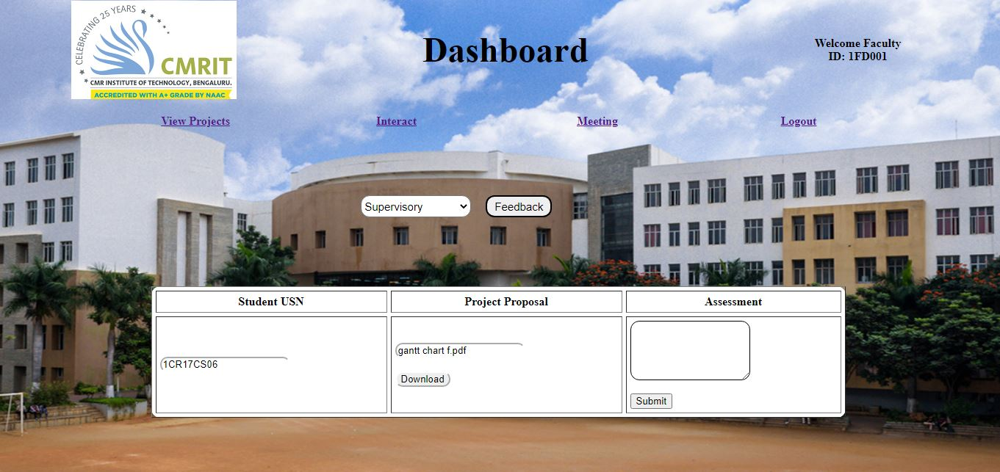 CELEBRATING 25 YEARS
CMRIT
CMR INSTITUTE OF TECHNOLOGY, BENGALURU.
ACCREDITED WITH A+ GRADE BY NAAC
Dashboard
Welcome Faculty
ID: 1FD001
View Projects Interact Meeting Logout
Supervisory Feedback
Student USN Project Proposal Assessment
gantt chart f.pdf
1CR17CS06
Download
Submit